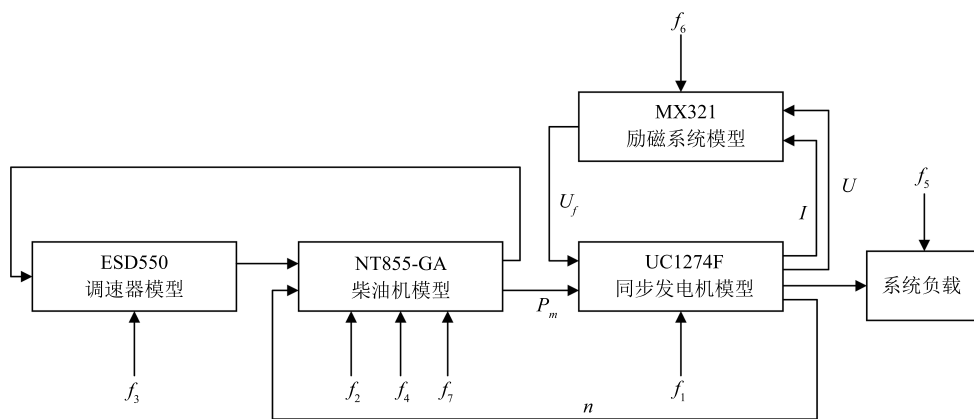 f₆
MX321
励磁系统模型
U_f
I
U
f₅
ESD550
调速器模型
NT855-GA
柴油机模型
P_m
UC1274F
同步发电机模型
系统负载
f₃
f₂
f₄
f₇
f₁
n